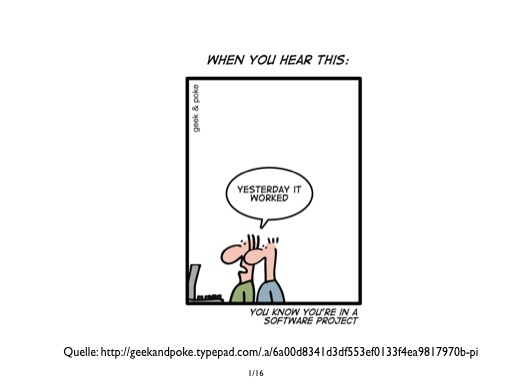 WHEN YOU HEAR THIS:
geek & poke
YESTERDAY IT
WORKED
YOU KNOW YOU'RE IN A
SOFTWARE PROJECT
Quelle: http://geekandpoke.typepad.com/.a/6a00d8341d3df553ef0133f4ea9817970b-pi
1/16